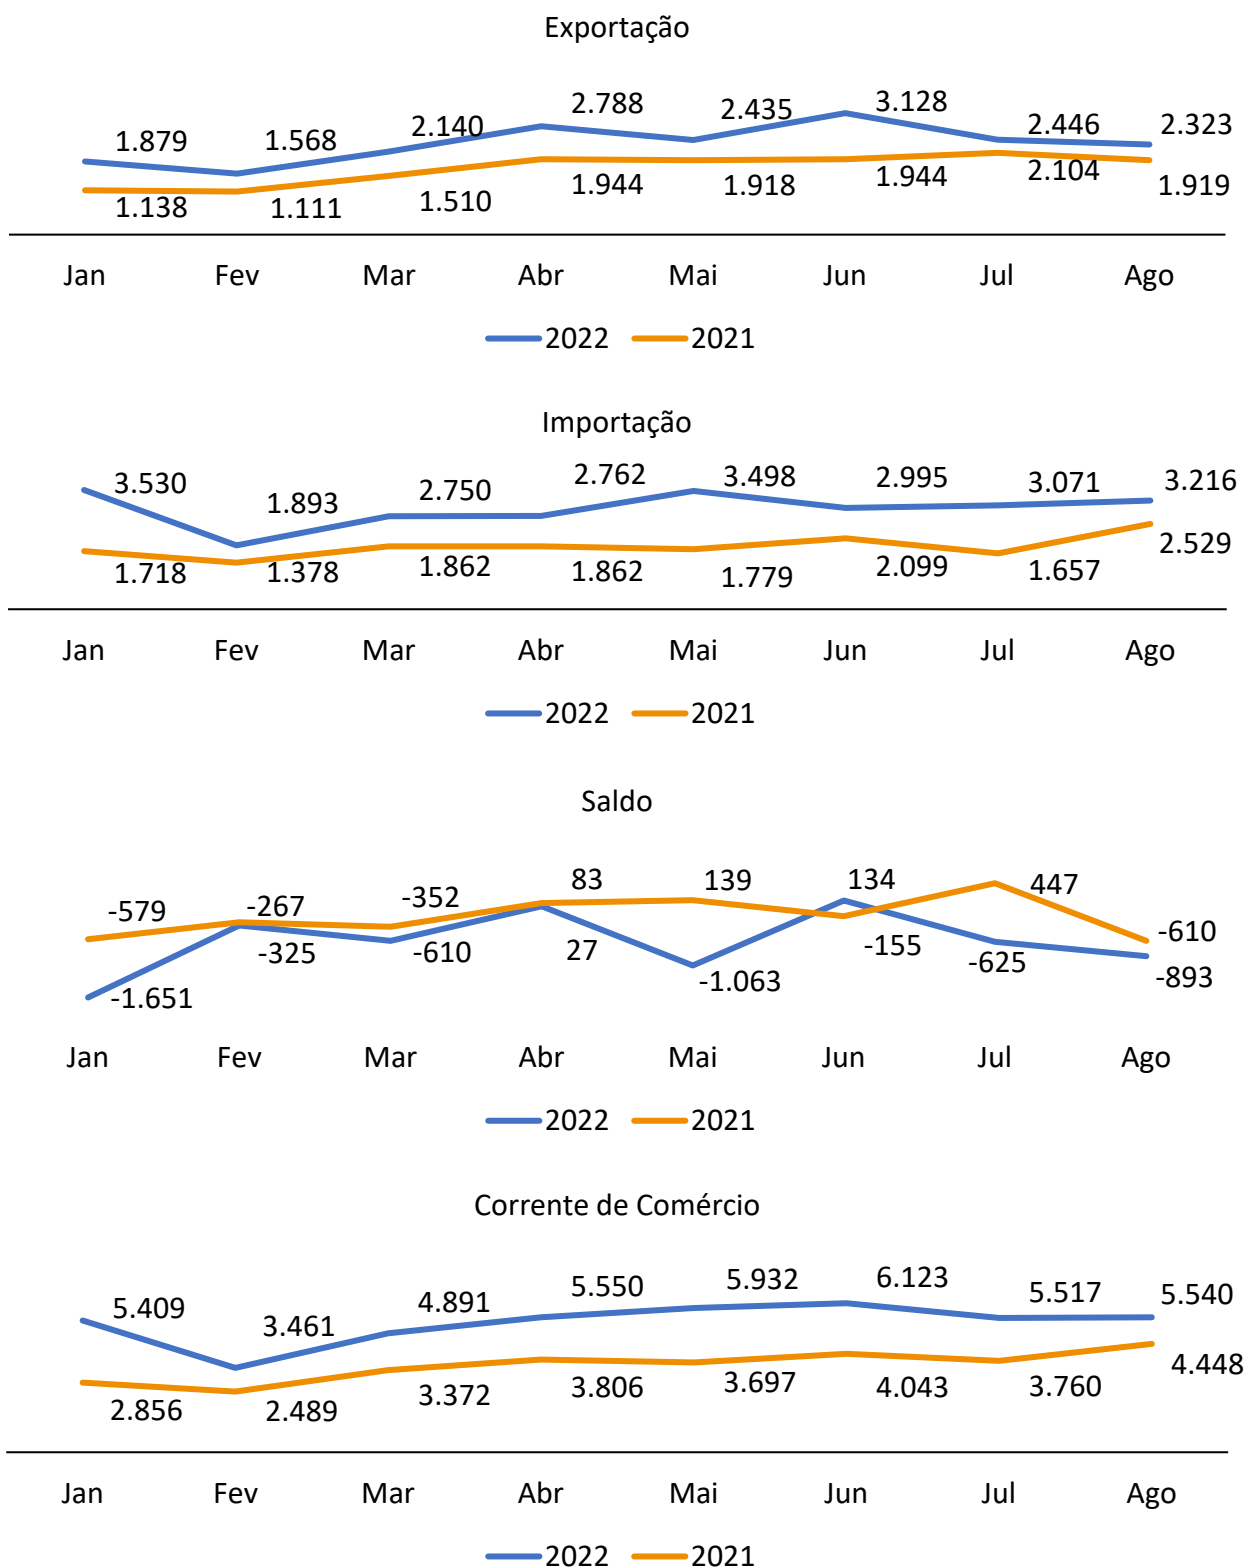 Exportação
1.879 1.568 2.140 2.788 2.435 3.128 2.446 2.323
1.138 1.111 1.510 1.944 1.918 1.944 2.104 1.919
Jan Fev Mar Abr Mai Jun Jul Ago
2022 2021
Importação
3.530 1.893 2.750 2.762 3.498 2.995 3.071 3.216
1.718 1.378 1.862 1.862 1.779 2.099 1.657 2.529
Jan Fev Mar Abr Mai Jun Jul Ago
2022 2021
Saldo
-579 -267 -352 83 139 134 447 -610
-1.651 -325 -610 27 -1.063 -155 -625 -893
Jan Fev Mar Abr Mai Jun Jul Ago
2022 2021
Corrente de Comércio
5.409 3.461 4.891 5.550 5.932 6.123 5.517 5.540
2.856 2.489 3.372 3.806 3.697 4.043 3.760 4.448
Jan Fev Mar Abr Mai Jun Jul Ago
2022 2021